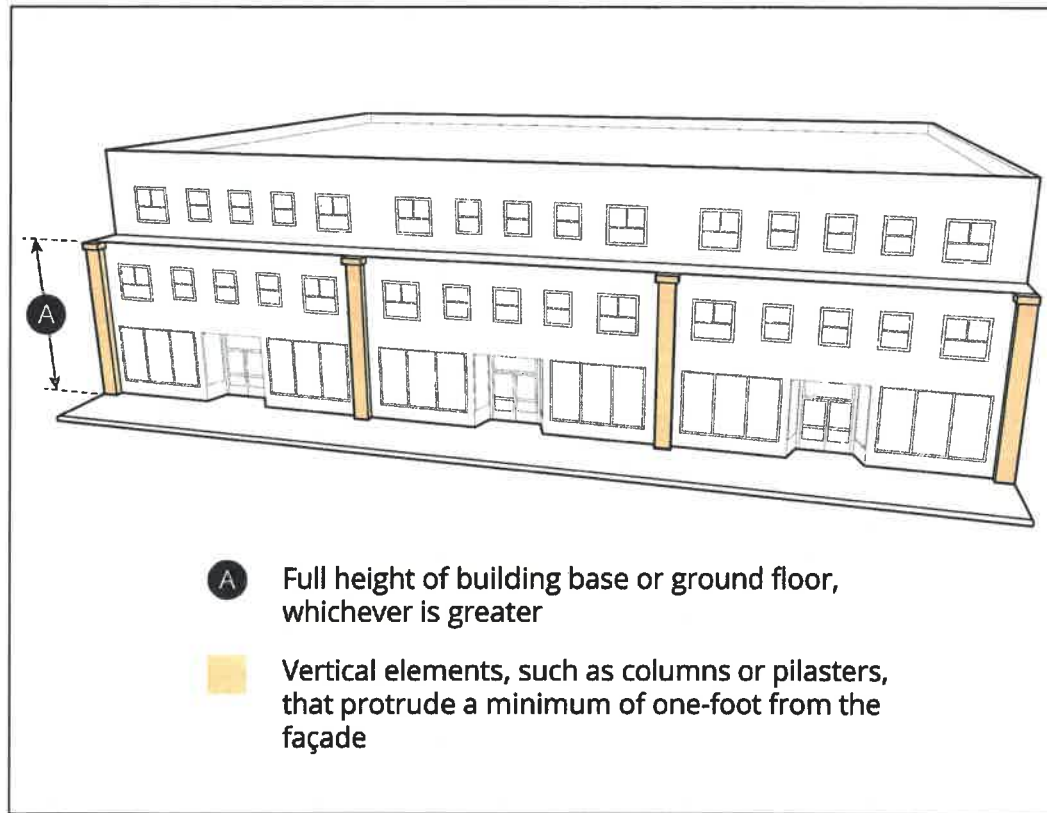 A
A Full height of building base or ground floor,
whichever is greater
Vertical elements, such as columns or pilasters,
that protrude a minimum of one-foot from the
façade